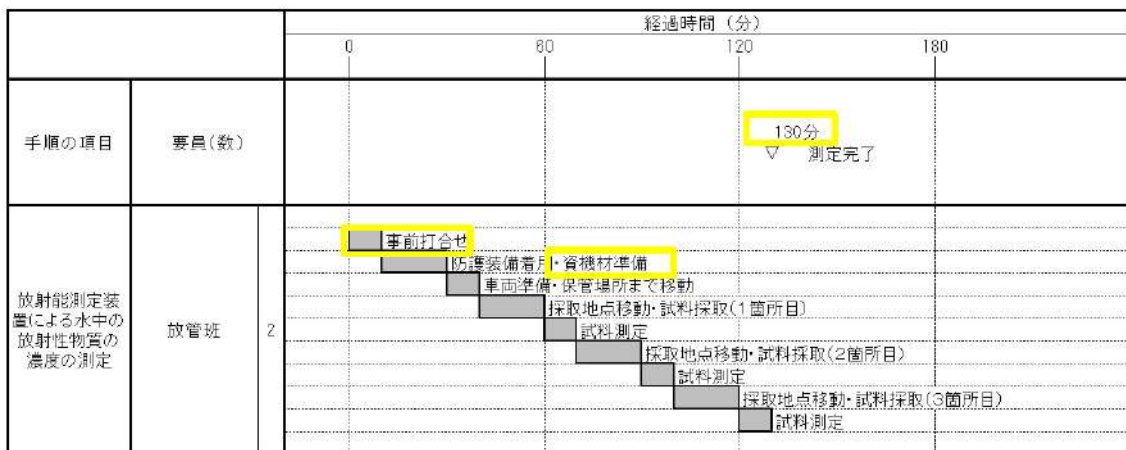 経過時間（分）
0 60 120 180
手順の項目 要員(数)
130分
▽ 測定完了
事前打合せ
防護装備着用・資機材準備
車両準備・保管場所まで移動
採取地点移動・試料採取(1箇所目)
試料測定
採取地点移動・試料採取(2箇所目)
試料測定
採取地点移動・試料採取(3箇所目)
試料測定
放射能測定装
置による水中の
放射性物質の
濃度の測定
放管班 2